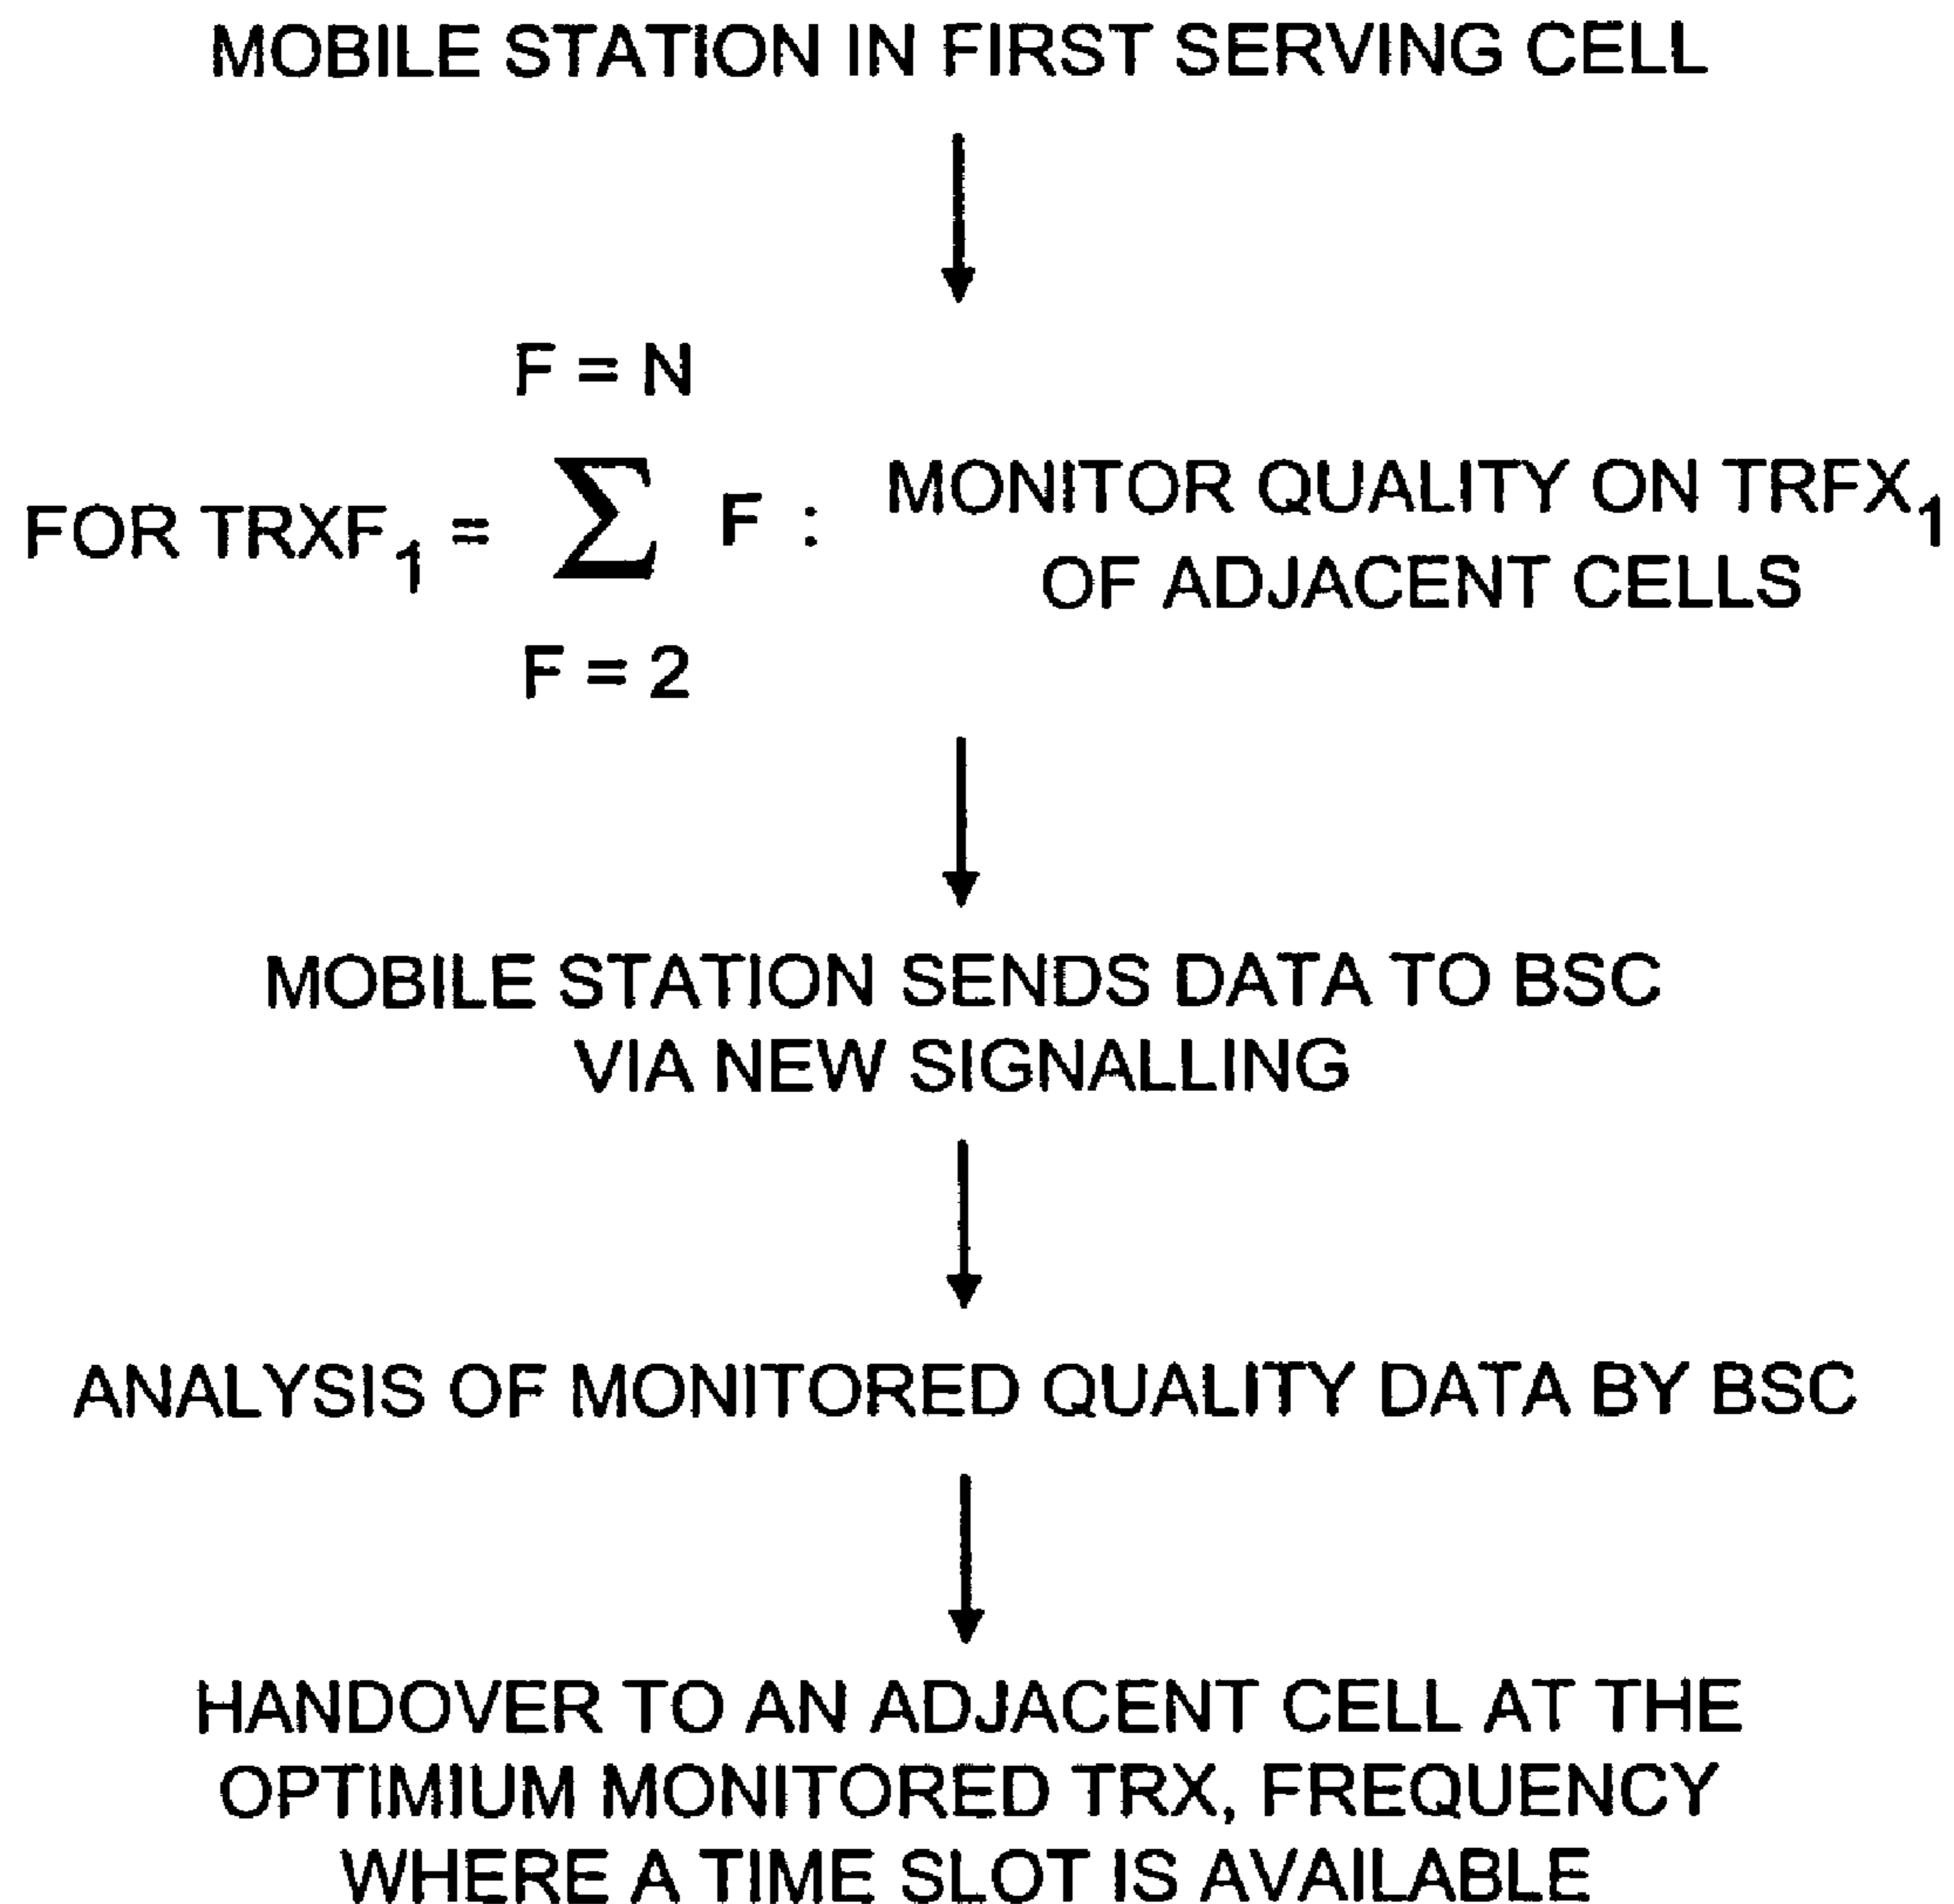 MOBILE STATION IN FIRST SERVING CELL
F = N
FOR TRXF₁ = ∑ F : MONITOR QUALITY ON TRFX₁
OF ADJACENT CELLS
F = 2
MOBILE STATION SENDS DATA TO BSC
VIA NEW SIGNALLING
ANALYSIS OF MONITORED QUALITY DATA BY BSC
HANDOVER TO AN ADJACENT CELL AT THE
OPTIMIUM MONITORED TRX, FREQUENCY
WHERE A TIME SLOT IS AVAILABLE